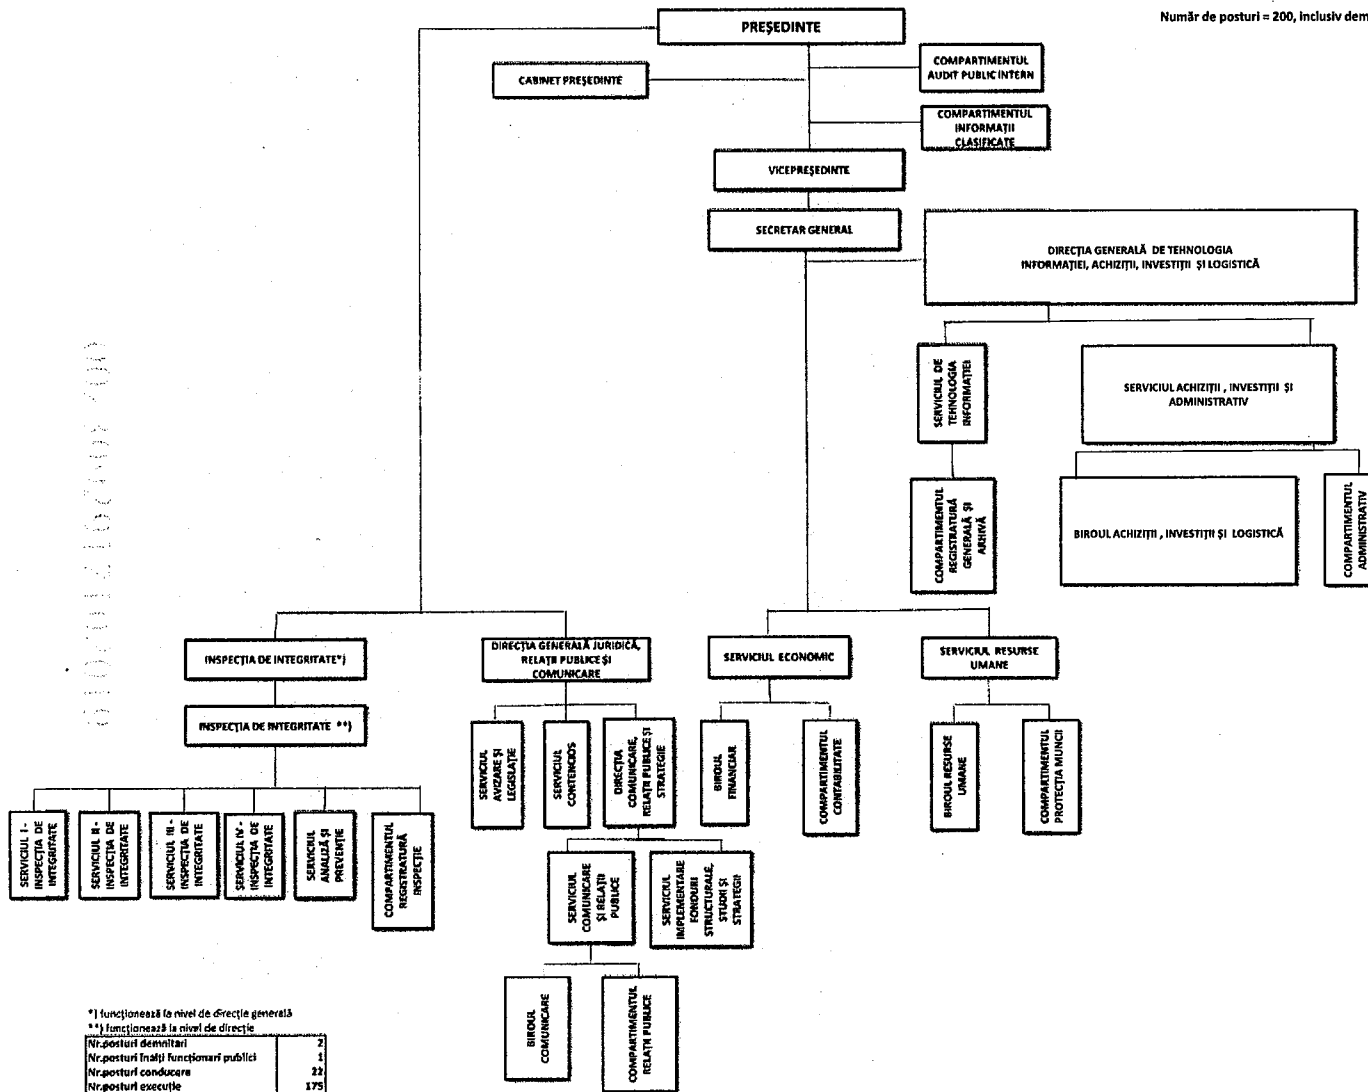 Număr de posturi = 200, inclusiv dem
PREȘEDINTE
CABINET PREȘEDINTE
COMPARTIMENTUL
AUDIT PUBLIC INTERN
COMPARTIMENTUL
INFORMAȚII
CLASIFICATE
VICEPREȘEDINTE
SECRETAR GENERAL
DIRECȚIA GENERALĂ DE TEHNOLOGIA
INFORMAȚIEI, ACHIZIȚII, INVESTIȚII ȘI LOGISTICĂ
SERVICIUL DE
TEHNOLOGIA
INFORMAȚIEI
SERVICIUL ACHIZIȚII , INVESTIȚII ȘI
ADMINISTRATIV
COMPARTIMENTUL
REGISTRATURĂ
GENERALĂ ȘI
ARHIVĂ
BIROUL ACHIZIȚII , INVESTIȚII ȘI LOGISTICĂ
COMPARTIMENTUL
ADMINISTRATIV
INSPECȚIA DE INTEGRITATE*)
DIRECȚIA GENERALĂ JURIDICĂ,
RELAȚII PUBLICE ȘI
COMUNICARE
SERVICIUL ECONOMIC
SERVICIUL RESURSE
UMANE
INSPECȚIA DE INTEGRITATE **)
SERVICIUL
AVIZARE ȘI
LEGISLAȚIE
SERVICIUL
CONTENCIOS
DIRECȚIA
COMUNICARE,
RELAȚII PUBLICE ȘI
STRATEGIE
BIROUL
FINANCIAR
COMPARTIMENTUL
CONTABILITATE
BIROUL RESURSE
UMANE
COMPARTIMENTUL
PROTECȚIA MUNCII
SERVICIUL I -
INSPECȚIA DE
INTEGRITATE
SERVICIUL II -
INSPECȚIA DE
INTEGRITATE
SERVICIUL III -
INSPECȚIA DE
INTEGRITATE
SERVICIUL IV -
INSPECȚIA DE
INTEGRITATE
SERVICIUL
ANALIZĂ ȘI
PREVENȚIE
COMPARTIMENTUL
REGISTRATURĂ
INSPECȚIE
SERVICIUL
COMUNICARE
ȘI RELAȚII
PUBLICE
SERVICIUL
IMPLEMENTARE
FONDURI
STRUCTURALE,
STUDII ȘI
STRATEGII
BIROUL
COMUNICARE
COMPARTIMENTUL
RELAȚII PUBLICE
*) funcționează la nivel de direcție generală
**) funcționează la nivel de direcție
Nr.posturi demnitari 2
Nr.posturi înalți funcționari publici 1
Nr.posturi conducere 22
Nr.posturi execuție 175